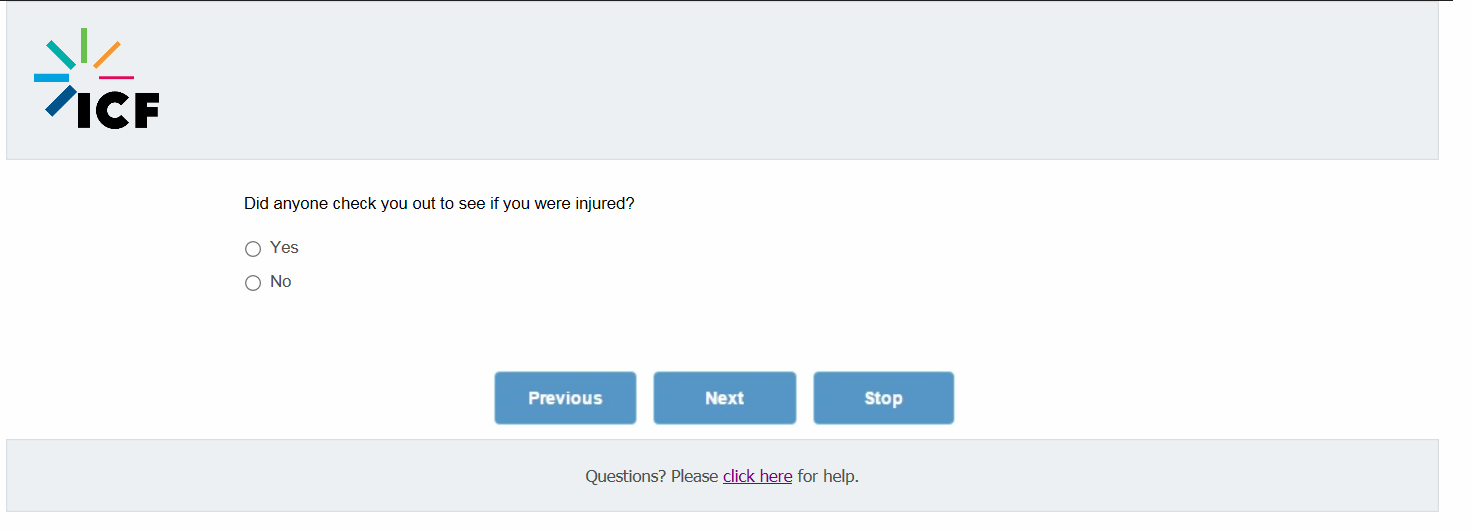 ICF
Did anyone check you out to see if you were injured?
Yes
No
Previous Next Stop
Questions? Please click here for help.